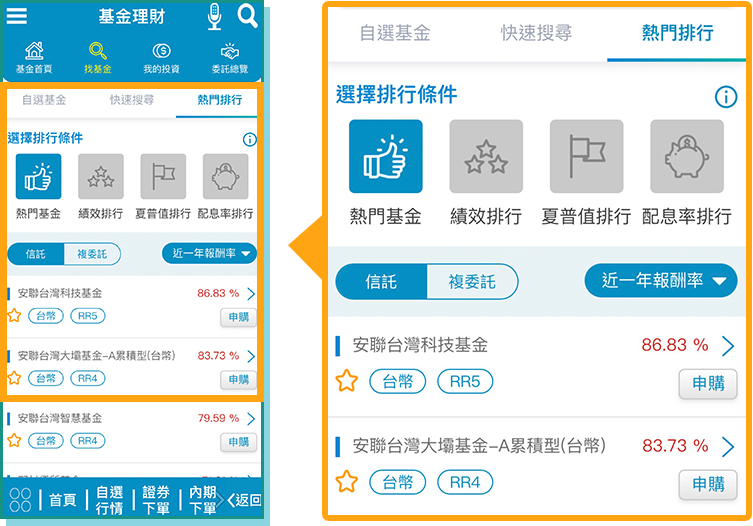 基金理財
基金首頁 找基金 我的投資 委託總覽
自選基金 快速搜尋 熱門排行
選擇排行條件
熱門基金 績效排行 夏普值排行 配息率排行
信託 複委託 近一年報酬率
安聯台灣科技基金 86.83 %
台幣 RR5 申購
安聯台灣大壩基金–A累積型(台幣) 83.73 %
台幣 RR4 申購
安聯台灣智慧基金 79.59 %
台幣 RR4 申購
首頁 自選行情 證券下單 內期下單 返回
自選基金 快速搜尋 熱門排行
選擇排行條件
熱門基金 績效排行 夏普值排行 配息率排行
信託 複委託 近一年報酬率
安聯台灣科技基金 86.83 %
台幣 RR5 申購
安聯台灣大壩基金–A累積型(台幣) 83.73 %
台幣 RR4 申購